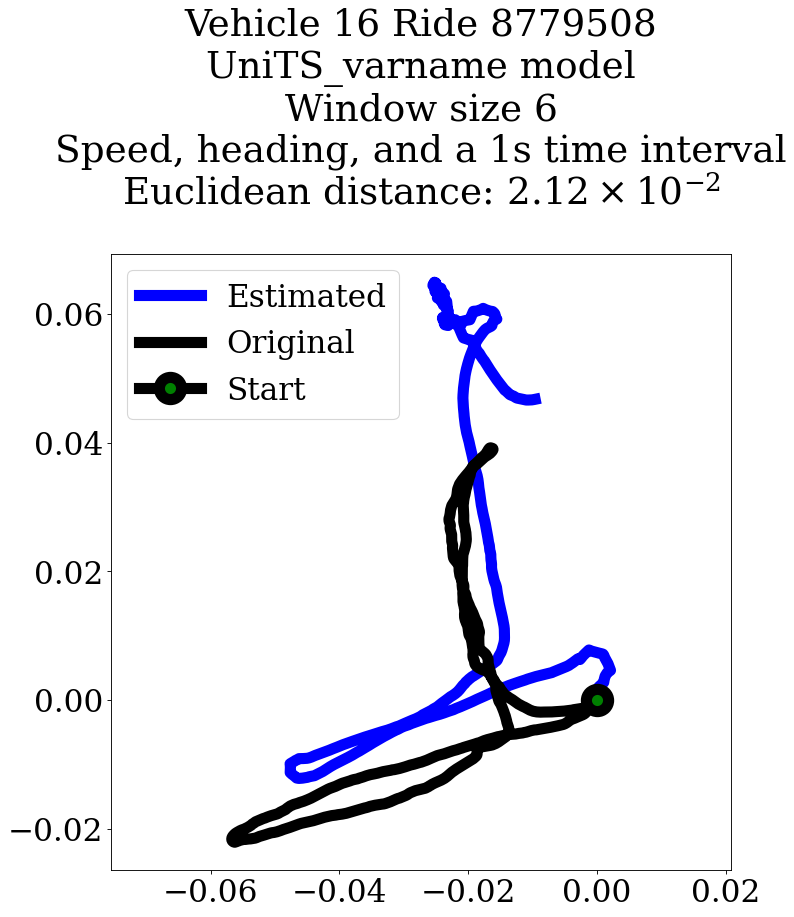 Vehicle 16 Ride 8779508
UniTS_varname model
Window size 6
Speed, heading, and a 1s time interval
Euclidean distance: 2.12 × 10⁻²
Estimated
Original
Start
0.06
0.04
0.02
0.00
−0.02
−0.06 −0.04 −0.02 0.00 0.02